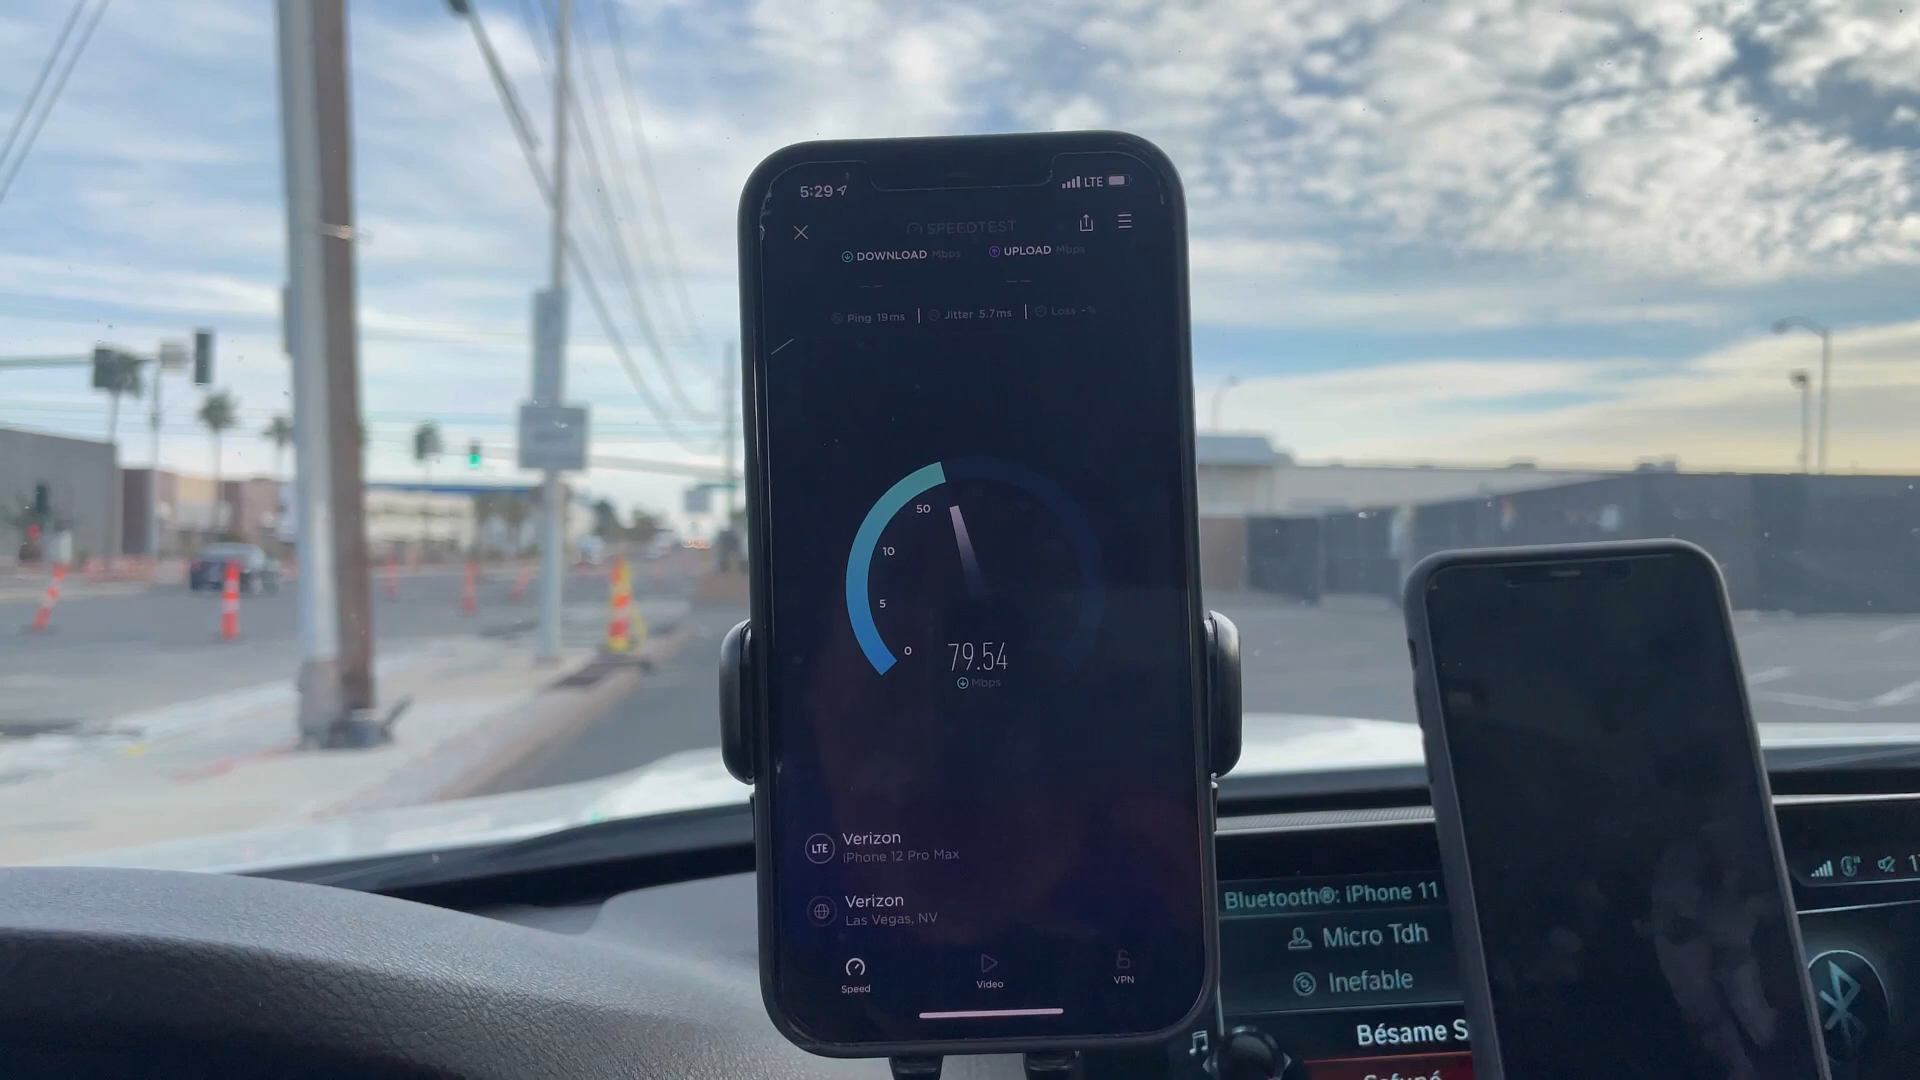 5:29
LTE
SPEEDTEST
DOWNLOAD Mbps
UPLOAD Mbps
Ping 19ms
Jitter 5.7ms
Loss -%
50
10
5
0
79.54
Mbps
LTE
Verizon
iPhone 12 Pro Max
Verizon
Las Vegas, NV
Speed
Video
VPN
Bluetooth®: iPhone 11
Micro Tdh
Inefable
Bésame S